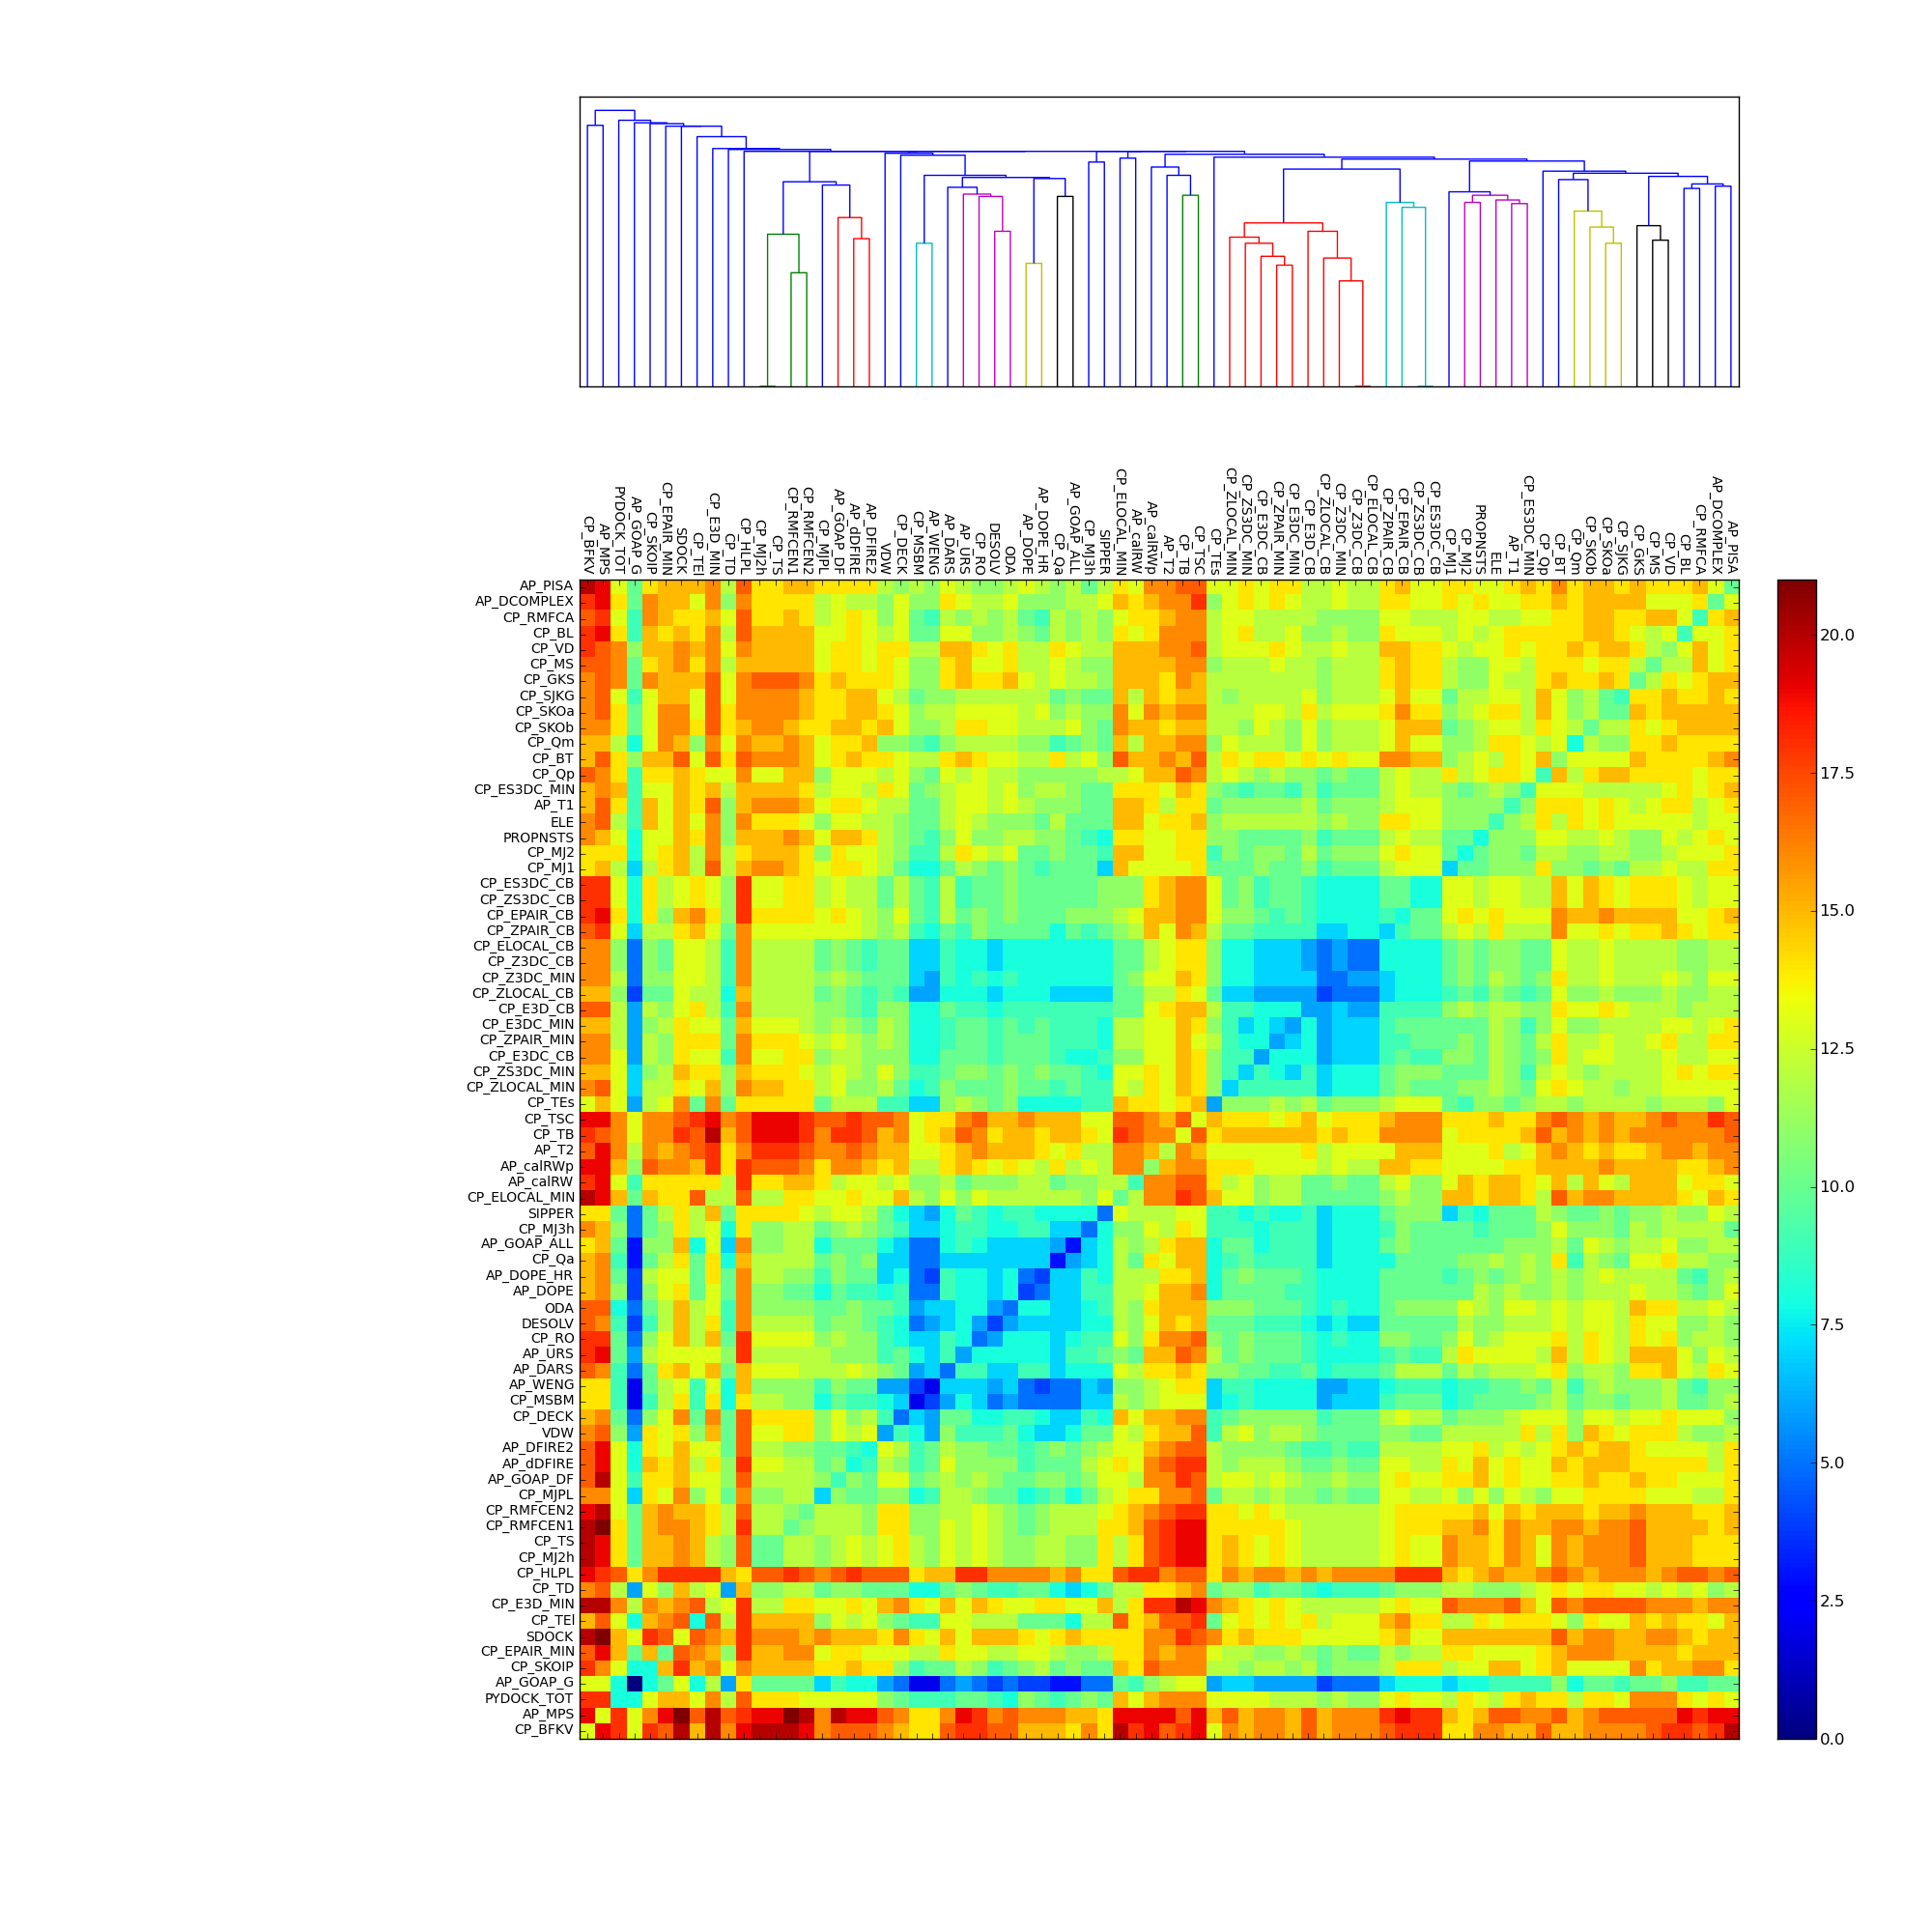 CP_BFKV
AP_MPS
PYDOCK_TOT
AP_GOAP_G
CP_SKOIP
CP_EPAIR_MIN
SDOCK
CP_TEl
CP_E3D_MIN
CP_TD
CP_HLPL
CP_MJ2h
CP_TS
CP_RMFCEN1
CP_RMFCEN2
CP_MJPL
AP_GOAP_DF
AP_dDFIRE
AP_DFIRE2
VDW
CP_DECK
CP_MSBM
AP_WENG
AP_DARS
AP_URS
CP_RO
DESOLV
ODA
AP_DOPE
AP_DOPE_HR
CP_Qa
AP_GOAP_ALL
CP_MJ3h
SIPPER
CP_ELOCAL_MIN
AP_calRW
AP_calRWp
AP_T2
CP_TB
CP_TSC
CP_TEs
CP_ZLOCAL_MIN
CP_ZS3DC_MIN
CP_E3DC_CB
CP_ZPAIR_MIN
CP_E3DC_MIN
CP_E3D_CB
CP_ZLOCAL_CB
CP_Z3DC_MIN
CP_Z3DC_CB
CP_ELOCAL_CB
CP_ZPAIR_CB
CP_EPAIR_CB
CP_ZS3DC_CB
CP_ES3DC_CB
CP_MJ1
CP_MJ2
PROPNSTS
ELE
AP_T1
CP_ES3DC_MIN
CP_Qp
CP_BT
CP_Qm
CP_SKOb
CP_SKOa
CP_SJKG
CP_GKS
CP_MS
CP_VD
CP_BL
CP_RMFCA
AP_DCOMPLEX
AP_PISA
AP_PISA
AP_DCOMPLEX
CP_RMFCA
CP_BL
CP_VD
CP_MS
CP_GKS
CP_SJKG
CP_SKOa
CP_SKOb
CP_Qm
CP_BT
CP_Qp
CP_ES3DC_MIN
AP_T1
ELE
PROPNSTS
CP_MJ2
CP_MJ1
CP_ES3DC_CB
CP_ZS3DC_CB
CP_EPAIR_CB
CP_ZPAIR_CB
CP_ELOCAL_CB
CP_Z3DC_CB
CP_Z3DC_MIN
CP_ZLOCAL_CB
CP_E3D_CB
CP_E3DC_MIN
CP_ZPAIR_MIN
CP_E3DC_CB
CP_ZS3DC_MIN
CP_ZLOCAL_MIN
CP_TEs
CP_TSC
CP_TB
AP_T2
AP_calRWp
AP_calRW
CP_ELOCAL_MIN
SIPPER
CP_MJ3h
AP_GOAP_ALL
CP_Qa
AP_DOPE_HR
AP_DOPE
ODA
DESOLV
CP_RO
AP_URS
AP_DARS
AP_WENG
CP_MSBM
CP_DECK
VDW
AP_DFIRE2
AP_dDFIRE
AP_GOAP_DF
CP_MJPL
CP_RMFCEN2
CP_RMFCEN1
CP_TS
CP_MJ2h
CP_HLPL
CP_TD
CP_E3D_MIN
CP_TEl
SDOCK
CP_EPAIR_MIN
CP_SKOIP
AP_GOAP_G
PYDOCK_TOT
AP_MPS
CP_BFKV
20.0
17.5
15.0
12.5
10.0
7.5
5.0
2.5
0.0